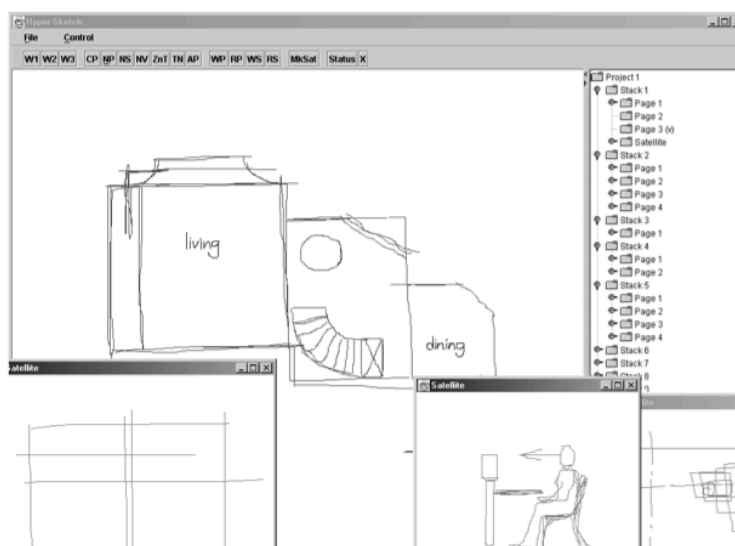 Hyper-Sketch
File Control
W1 W2 W3 CP NP NS NV ZnT TN AP WP RP WS RS MkSat Status X
Project 1
Stack 1
Page 1
Page 2
Page 3 (v)
Satellite
Stack 2
Page 1
Page 2
Page 3
Page 4
Stack 3
Page 1
Stack 4
Page 1
Page 2
Stack 5
Page 1
Page 2
Page 3
Page 4
Stack 6
Stack 7
Stack 8
living
dining
Satellite
Satellite